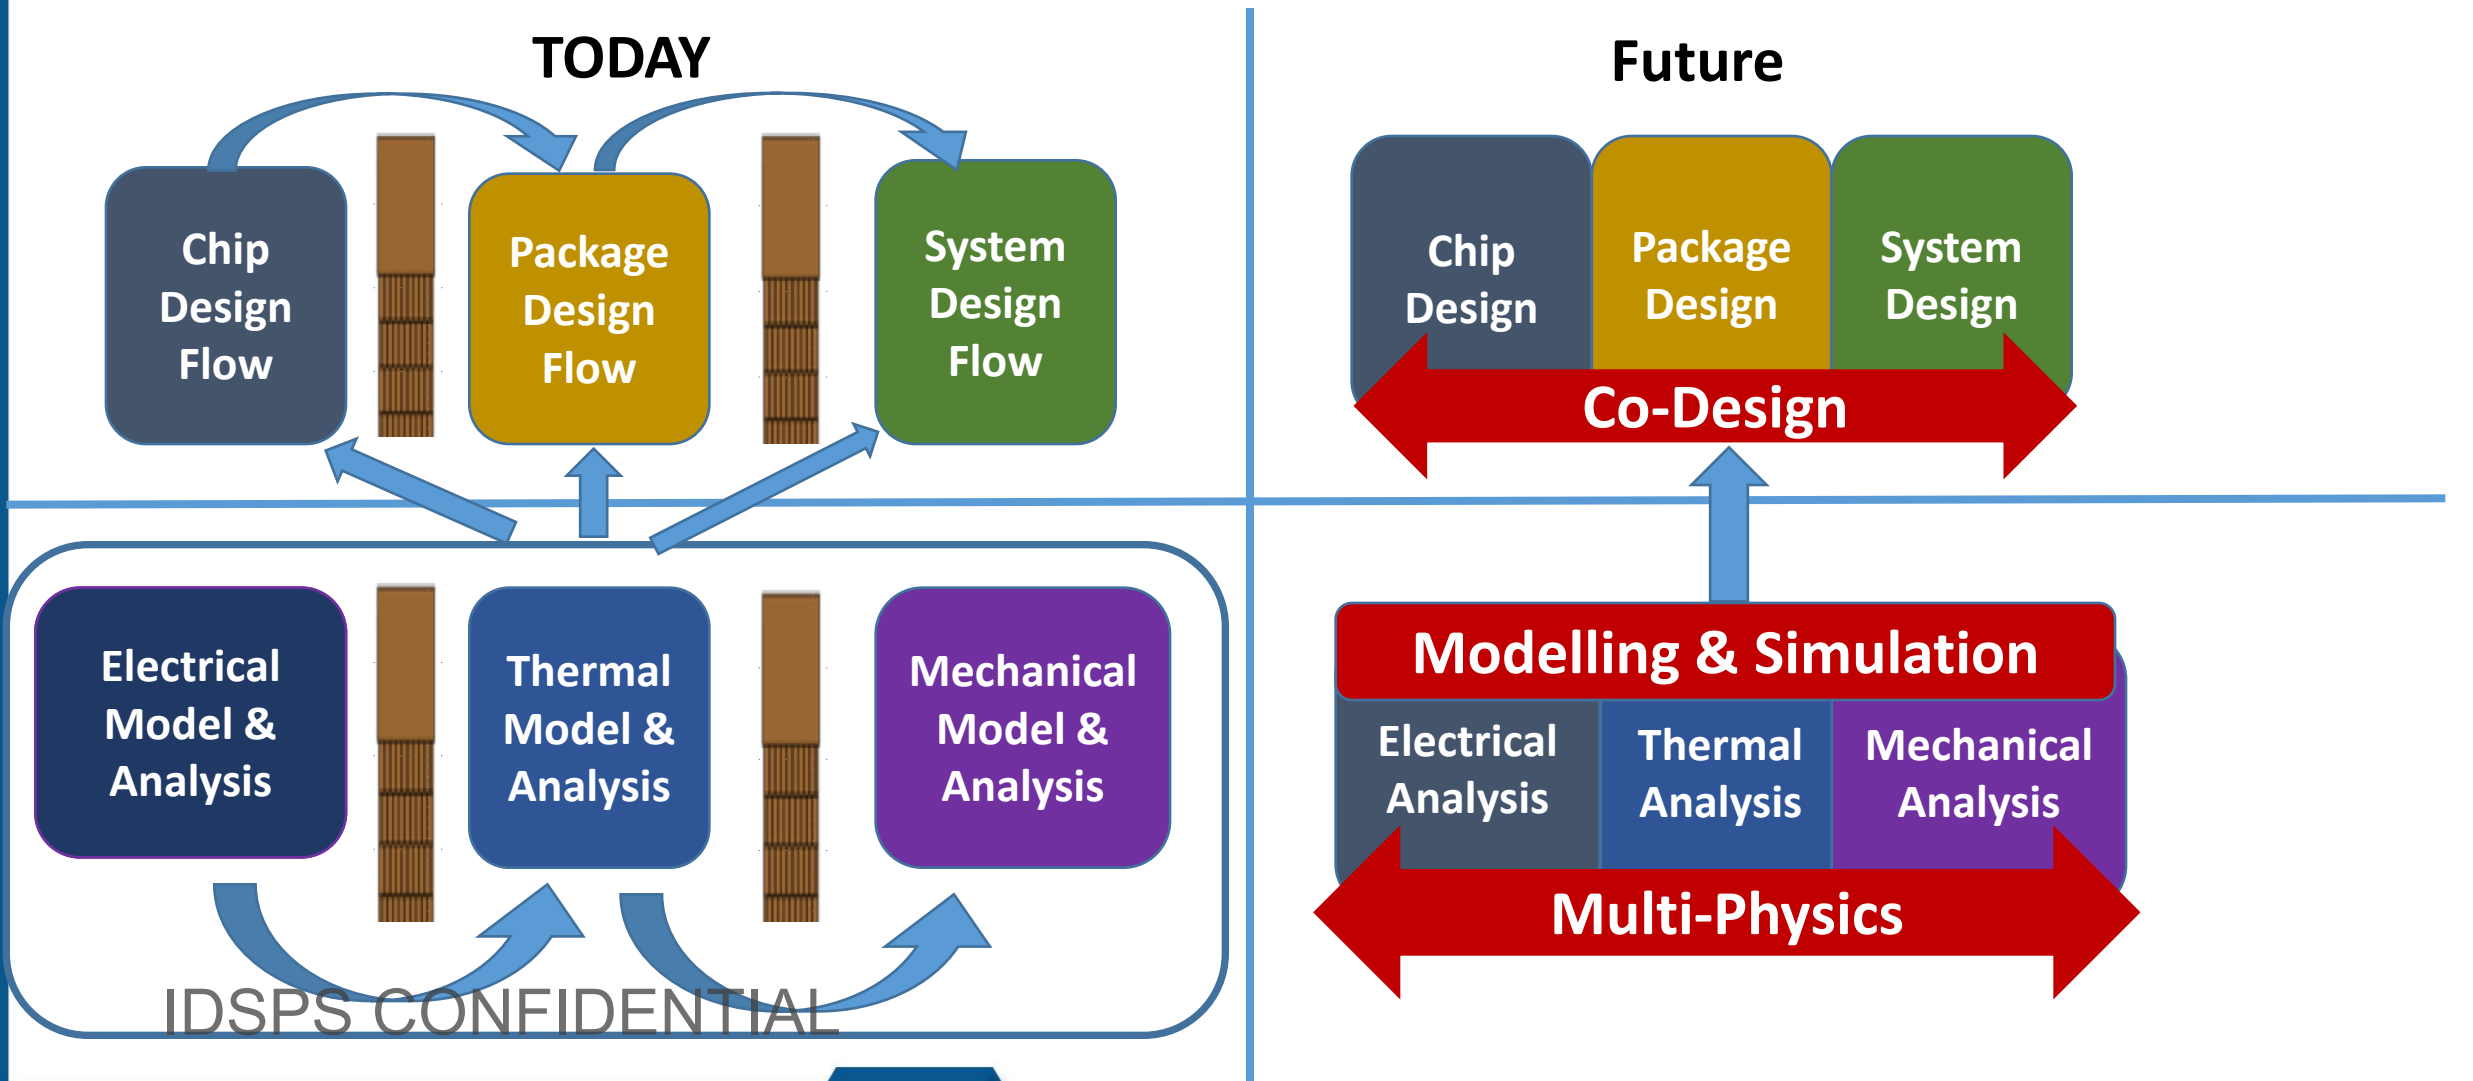 TODAY
Future
Chip
Design
Flow
Package
Design
Flow
System
Design
Flow
Chip
Design
Package
Design
System
Design
Co-Design
Electrical
Model &
Analysis
Thermal
Model &
Analysis
Mechanical
Model &
Analysis
Modelling & Simulation
Electrical
Analysis
Thermal
Analysis
Mechanical
Analysis
Multi-Physics
IDSPS CONFIDENTIAL